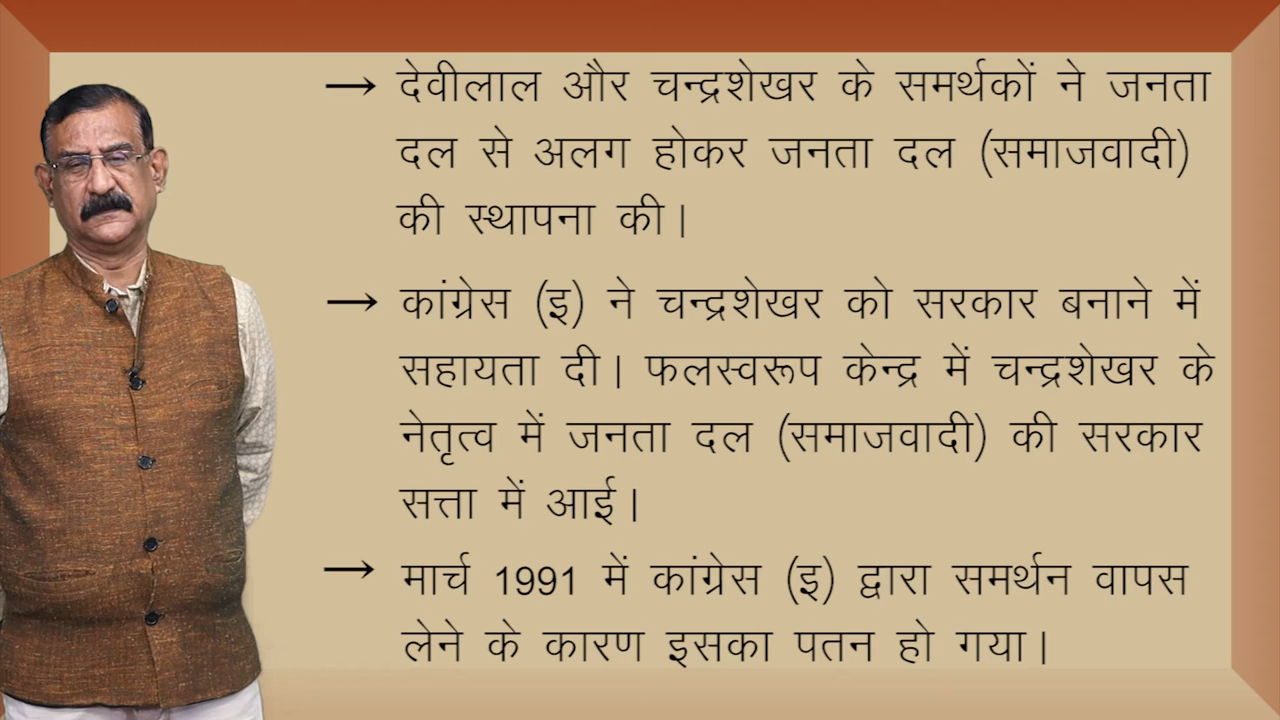 → देवीलाल और चन्द्रशेखर के समर्थकों ने जनता
दल से अलग होकर जनता दल (समाजवादी)
की स्थापना की।
→ कांग्रेस (इ) ने चन्द्रशेखर को सरकार बनाने में
सहायता दी। फलस्वरूप केन्द्र में चन्द्रशेखर के
नेतृत्व में जनता दल (समाजवादी) की सरकार
सत्ता में आई।
→ मार्च 1991 में कांग्रेस (इ) द्वारा समर्थन वापस
लेने के कारण इसका पतन हो गया।